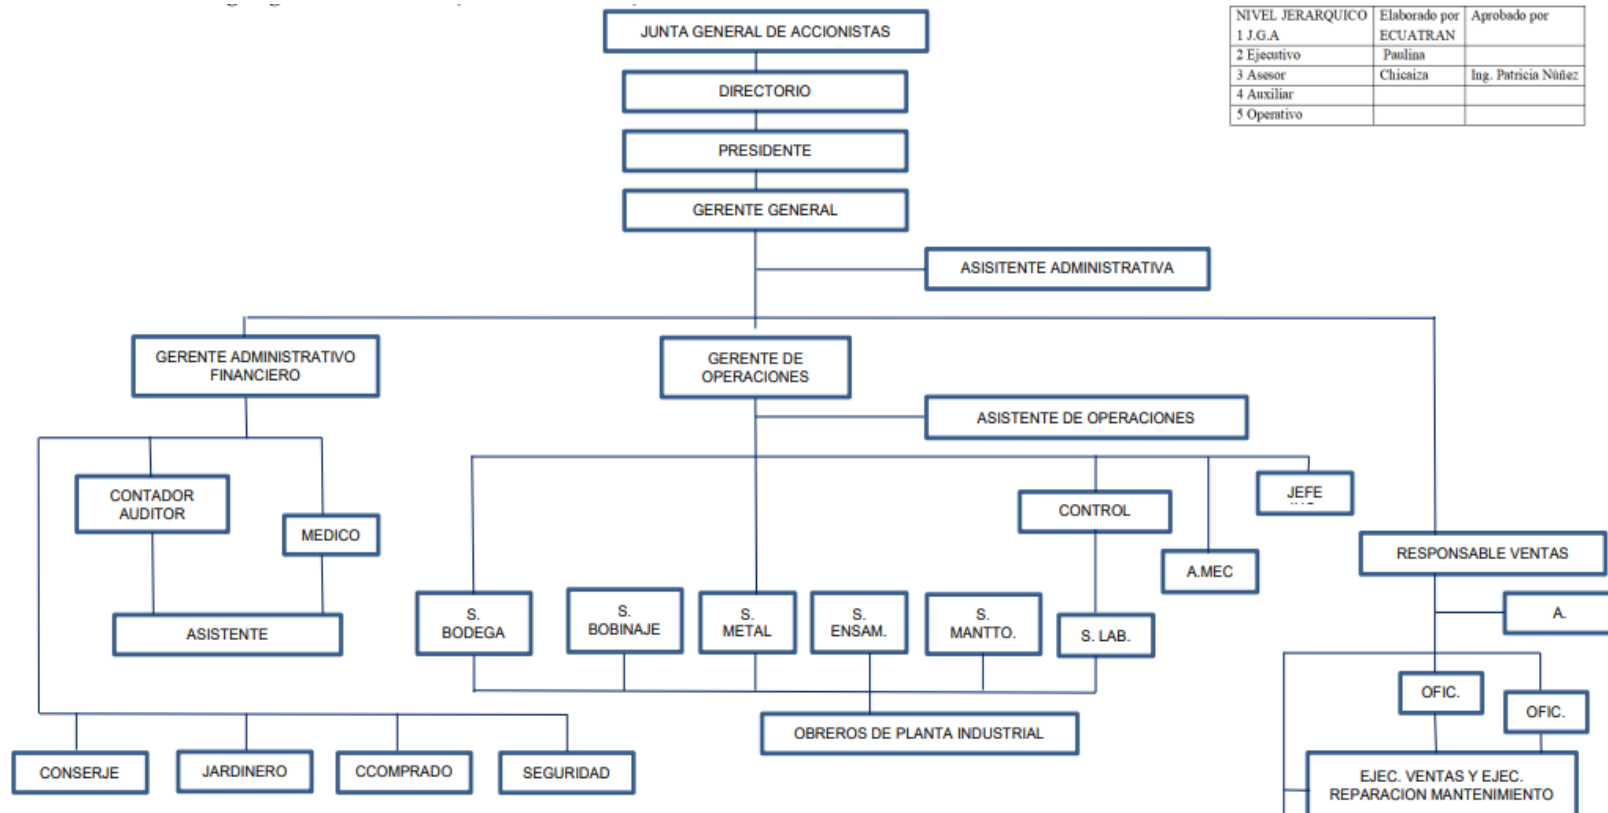 JUNTA GENERAL DE ACCIONISTAS
NIVEL JERARQUICO Elaborado por Aprobado por
1 J.G.A ECUATRAN
2 Ejecutivo Paulina
3 Asesor Chicaiza Ing. Patricia Núñez
4 Auxiliar
5 Operativo
DIRECTORIO
PRESIDENTE
GERENTE GENERAL
ASISITENTE ADMINISTRATIVA
GERENTE ADMINISTRATIVO
FINANCIERO
GERENTE DE
OPERACIONES
ASISTENTE DE OPERACIONES
CONTADOR
AUDITOR
MEDICO
ASISTENTE
CONTROL
JEFE
A.MEC
RESPONSABLE VENTAS
A.
S.
BODEGA
S.
BOBINAJE
S.
METAL
S.
ENSAM.
S.
MANTTO.
S. LAB.
OFIC.
OFIC.
OBREROS DE PLANTA INDUSTRIAL
CONSERJE
JARDINERO
CCOMPRADO
SEGURIDAD
EJEC. VENTAS Y EJEC.
REPARACION MANTENIMIENTO